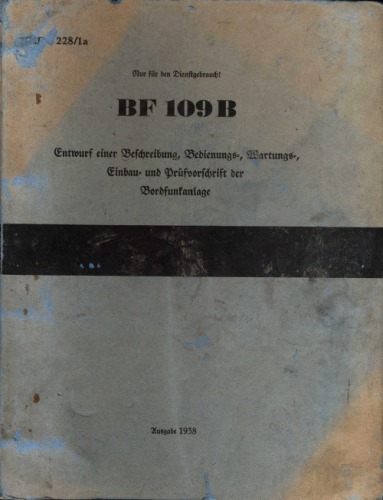 228/1a
Nur für den Dienstgebrauch!
BF 109 B
Entwurf einer Beschreibung, Bedienungs-, Wartungs-,
Einbau- und Prüfvorschrift der
Bordfunkanlage
Ausgabe 1938